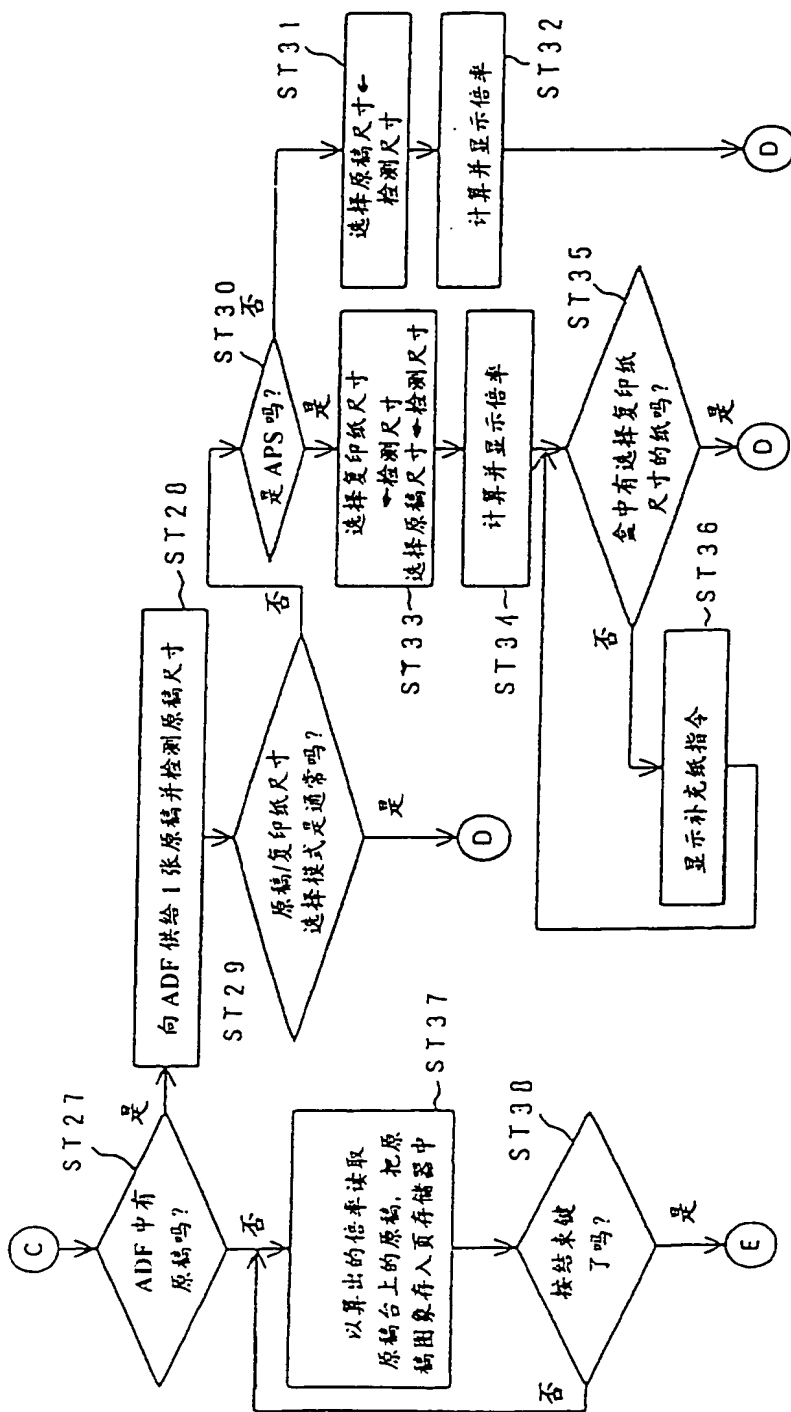 C
ST27
ADF中有
原稿吗?
是
否
ST28
向ADF供给1张原稿并检测原稿尺寸
ST29
原稿/复印纸尺寸
选择模式是通常吗?
否
是
D
ST30
是APS吗?
否
是
ST31
选择原稿尺寸←
检测尺寸
ST32
计算并显示倍率
D
ST33
选择复印纸尺寸
←检测尺寸
选择原稿尺寸←检测尺寸
ST34
计算并显示倍率
ST35
盒中有选择复印纸
尺寸的纸吗?
否
是
D
ST36
显示补充纸指令
ST37
以算出的倍率读取
原稿台上的原稿，把原
稿图象存入页存储器中
ST38
按结束键
了吗?
否
是
E